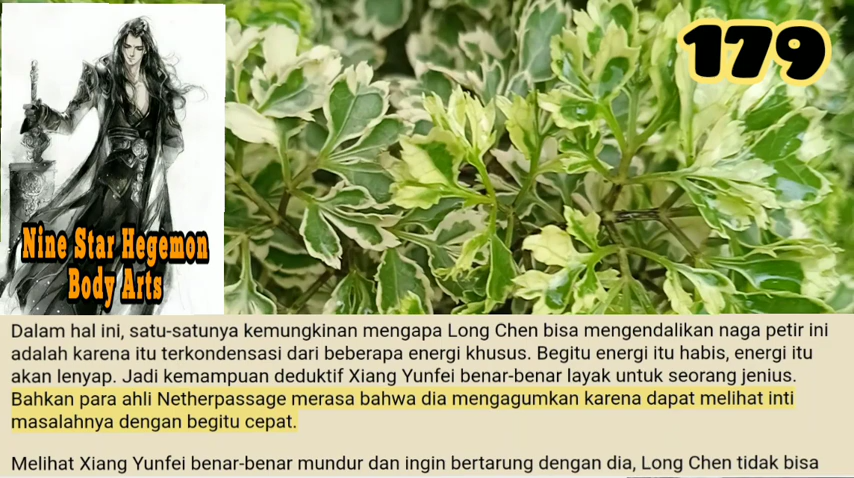 179
Nine Star Hegemon
Body Arts
Dalam hal ini, satu-satunya kemungkinan mengapa Long Chen bisa mengendalikan naga petir ini
adalah karena itu terkondensasi dari beberapa energi khusus. Begitu energi itu habis, energi itu
akan lenyap. Jadi kemampuan deduktif Xiang Yunfei benar-benar layak untuk seorang jenius.
Bahkan para ahli Netherpassage merasa bahwa dia mengagumkan karena dapat melihat inti
masalahnya dengan begitu cepat.
Melihat Xiang Yunfei benar-benar mundur dan ingin bertarung dengan dia, Long Chen tidak bisa